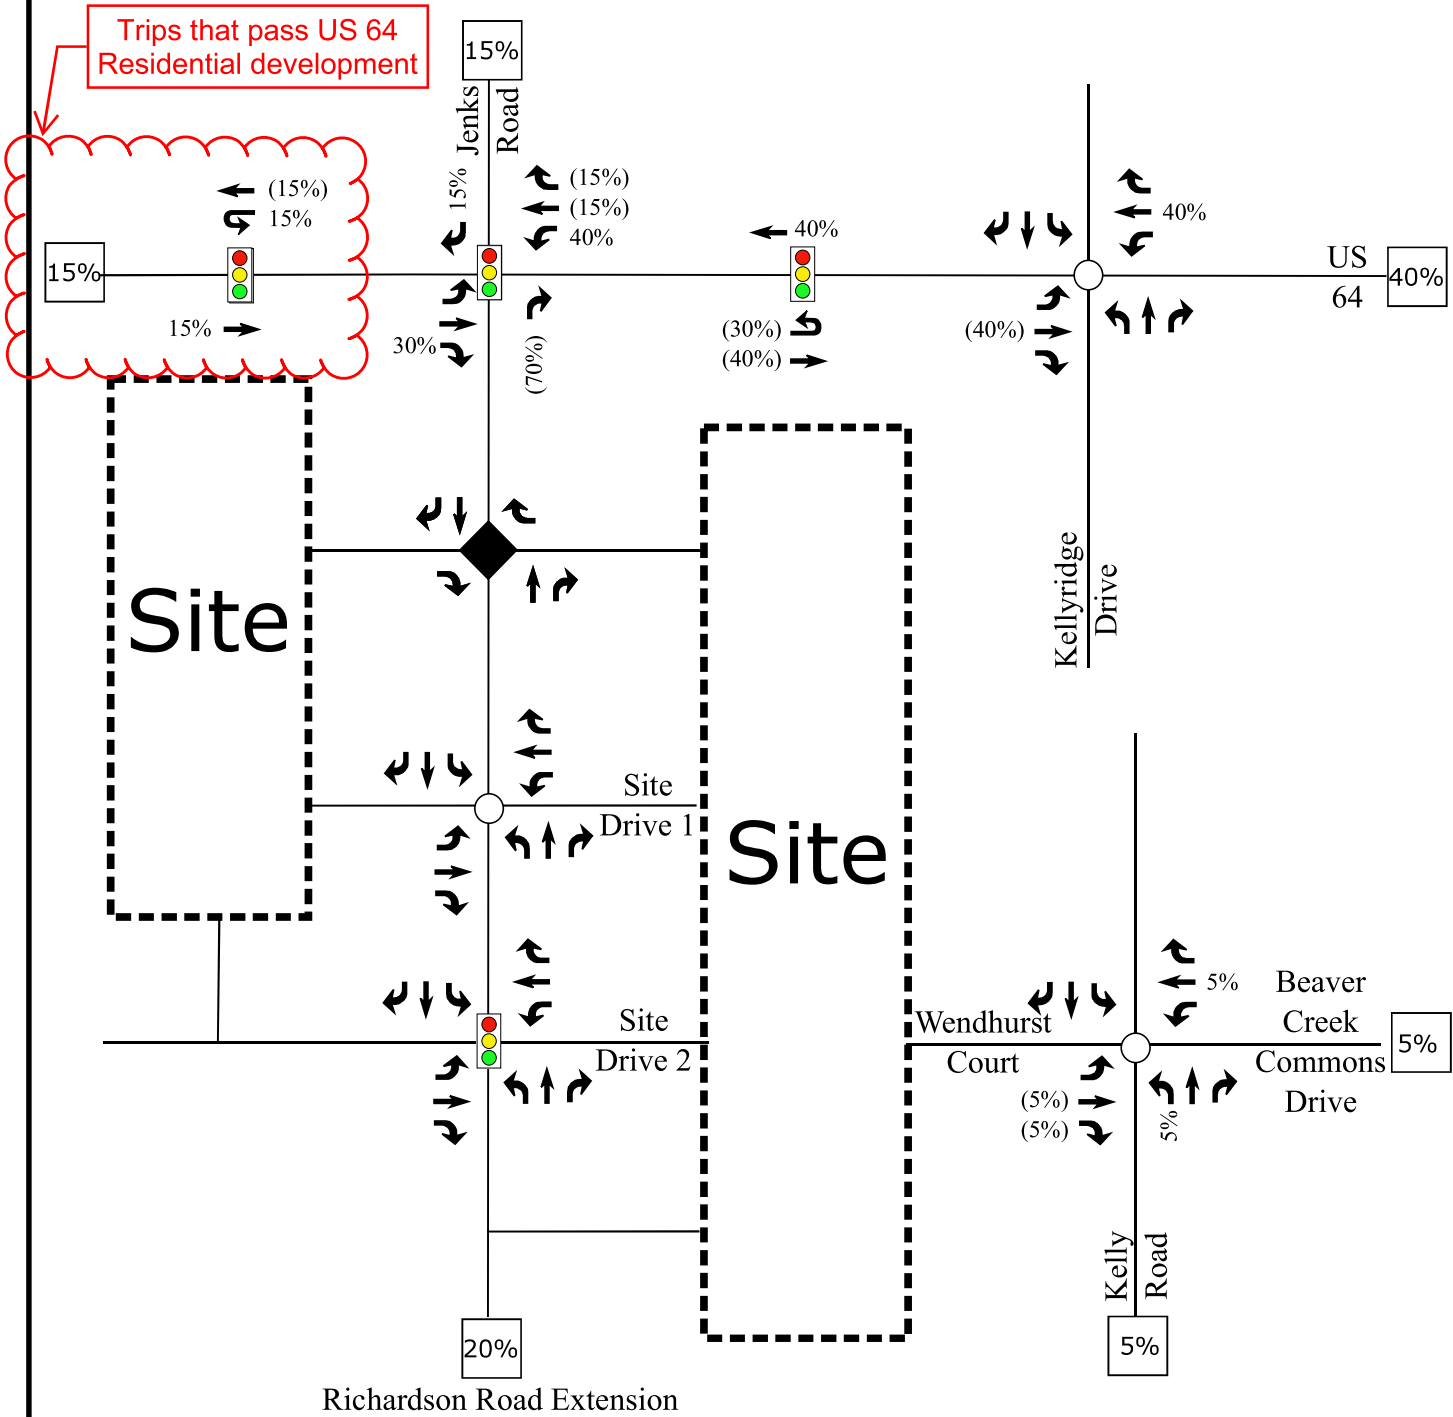 Trips that pass US 64
Residential development
15%
Jenks
Road
(15%)
15%
15%
15%
15%
(15%)
(15%)
40%
30%
(70%)
40%
(30%)
(40%)
40%
(40%)
US
64
40%
Kellyridge
Drive
Site
Site
Drive 1
Site
Site
Drive 2
Wendhurst
Court
5%
(5%)
(5%)
5%
Beaver
Creek
Commons
Drive
5%
Kelly
Road
5%
20%
Richardson Road Extension